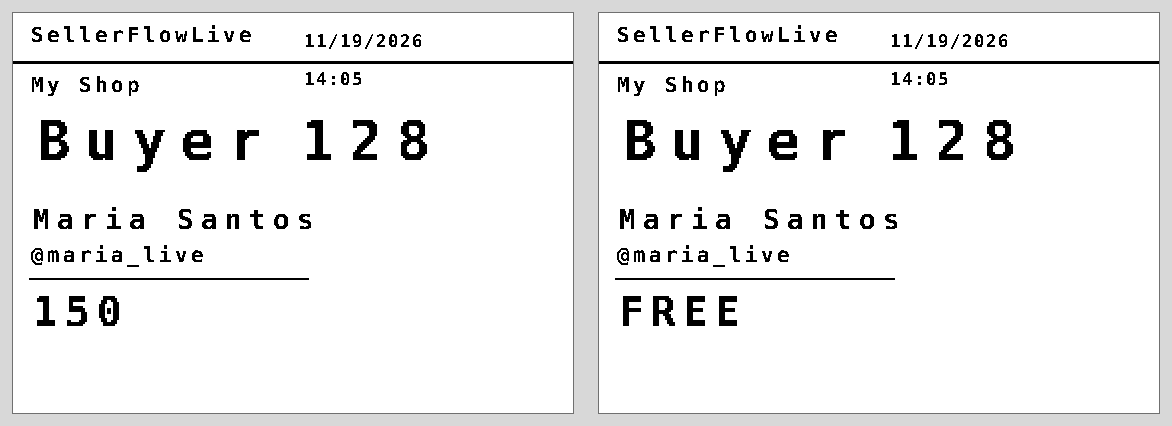 SellerFlowLive 11/19/2026
My Shop 14:05
Buyer 128
Maria Santos
@maria_live
150
SellerFlowLive 11/19/2026
My Shop 14:05
Buyer 128
Maria Santos
@maria_live
FREE